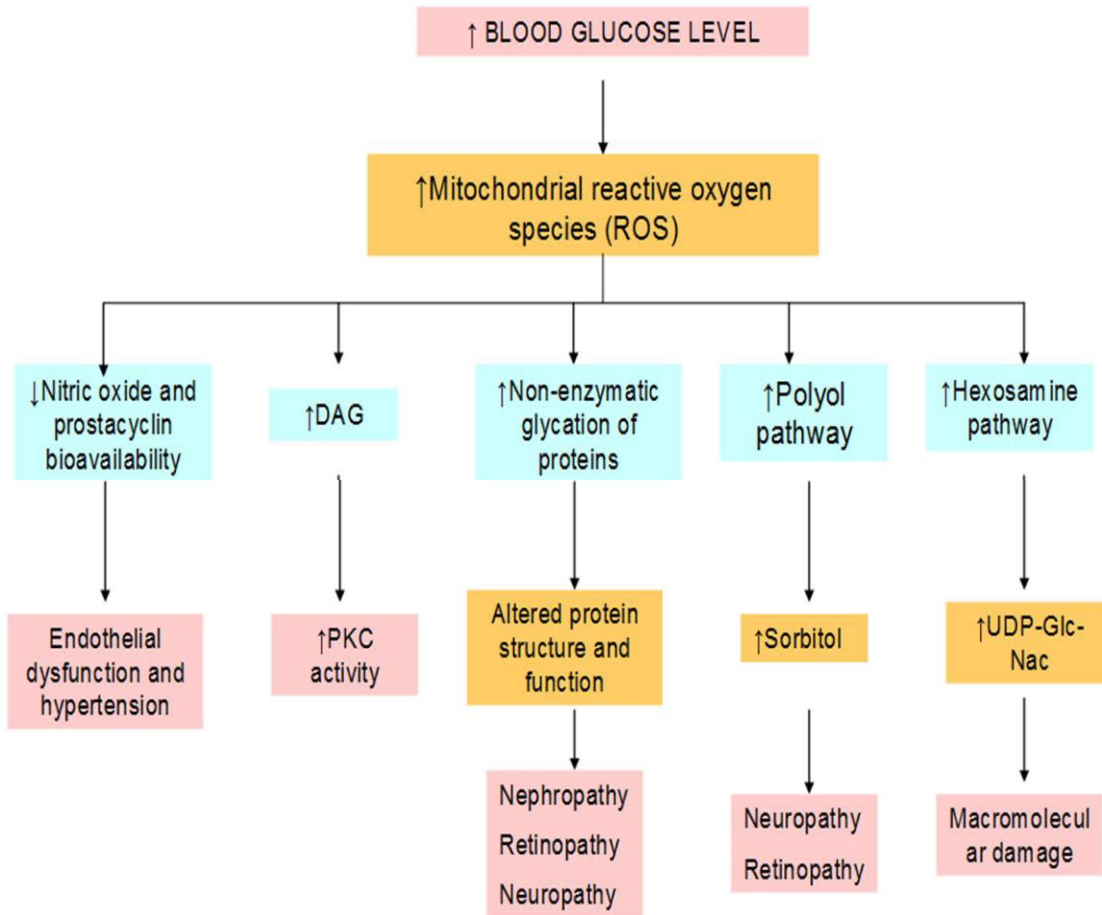 ↑ BLOOD GLUCOSE LEVEL
↑Mitochondrial reactive oxygen
species (ROS)
↓Nitric oxide and
prostacyclin
bioavailability
↑DAG
↑Non-enzymatic
glycation of
proteins
↑Polyol
pathway
↑Hexosamine
pathway
Endothelial
dysfunction and
hypertension
↑PKC
activity
Altered protein
structure and
function
↑Sorbitol
↑UDP-Glc-
Nac
Nephropathy
Retinopathy
Neuropathy
Neuropathy
Retinopathy
Macromolecul
ar damage